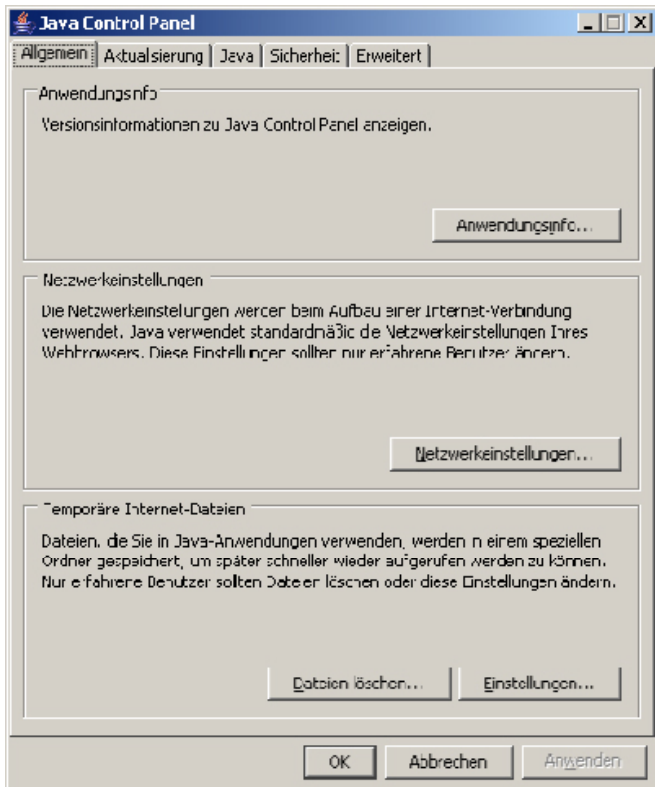 Java Control Panel
Allgemein Aktualisierung Java Sicherheit Erweitert
Anwendungsinfo
Versionsinformationen zu Java Control Panel anzeigen.
Anwendungsinfo...
Netzwerkeinstellungen
Die Netzwerkeinstellungen werden beim Aufbau einer Internet-Verbindung
verwendet. Java verwendet standardmäßig die Netzwerkeinstellungen Ihres
Webbrowsers. Diese Einstellungen sollten nur erfahrene Benutzer ändern.
Netzwerkeinstellungen...
Temporäre Internet-Dateien
Dateien, die Sie in Java-Anwendungen verwenden, werden in einem speziellen
Ordner gespeichert, um später schneller wieder aufgerufen werden zu können.
Nur erfahrene Benutzer sollten Dateien löschen oder diese Einstellungen ändern.
Dateien löschen... Einstellungen...
OK Abbrechen Anwenden